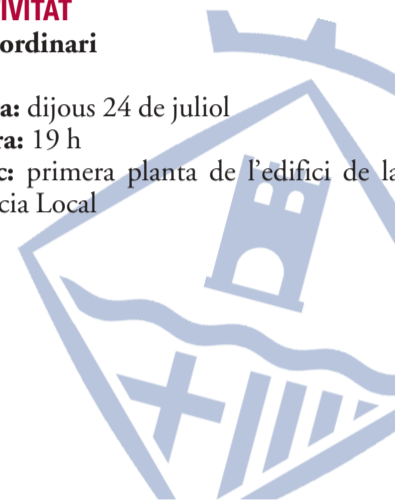 IVITAT
ordinari
a: dijous 24 de juliol
ra: 19 h
c: primera planta de l'edifici de la
cia Local